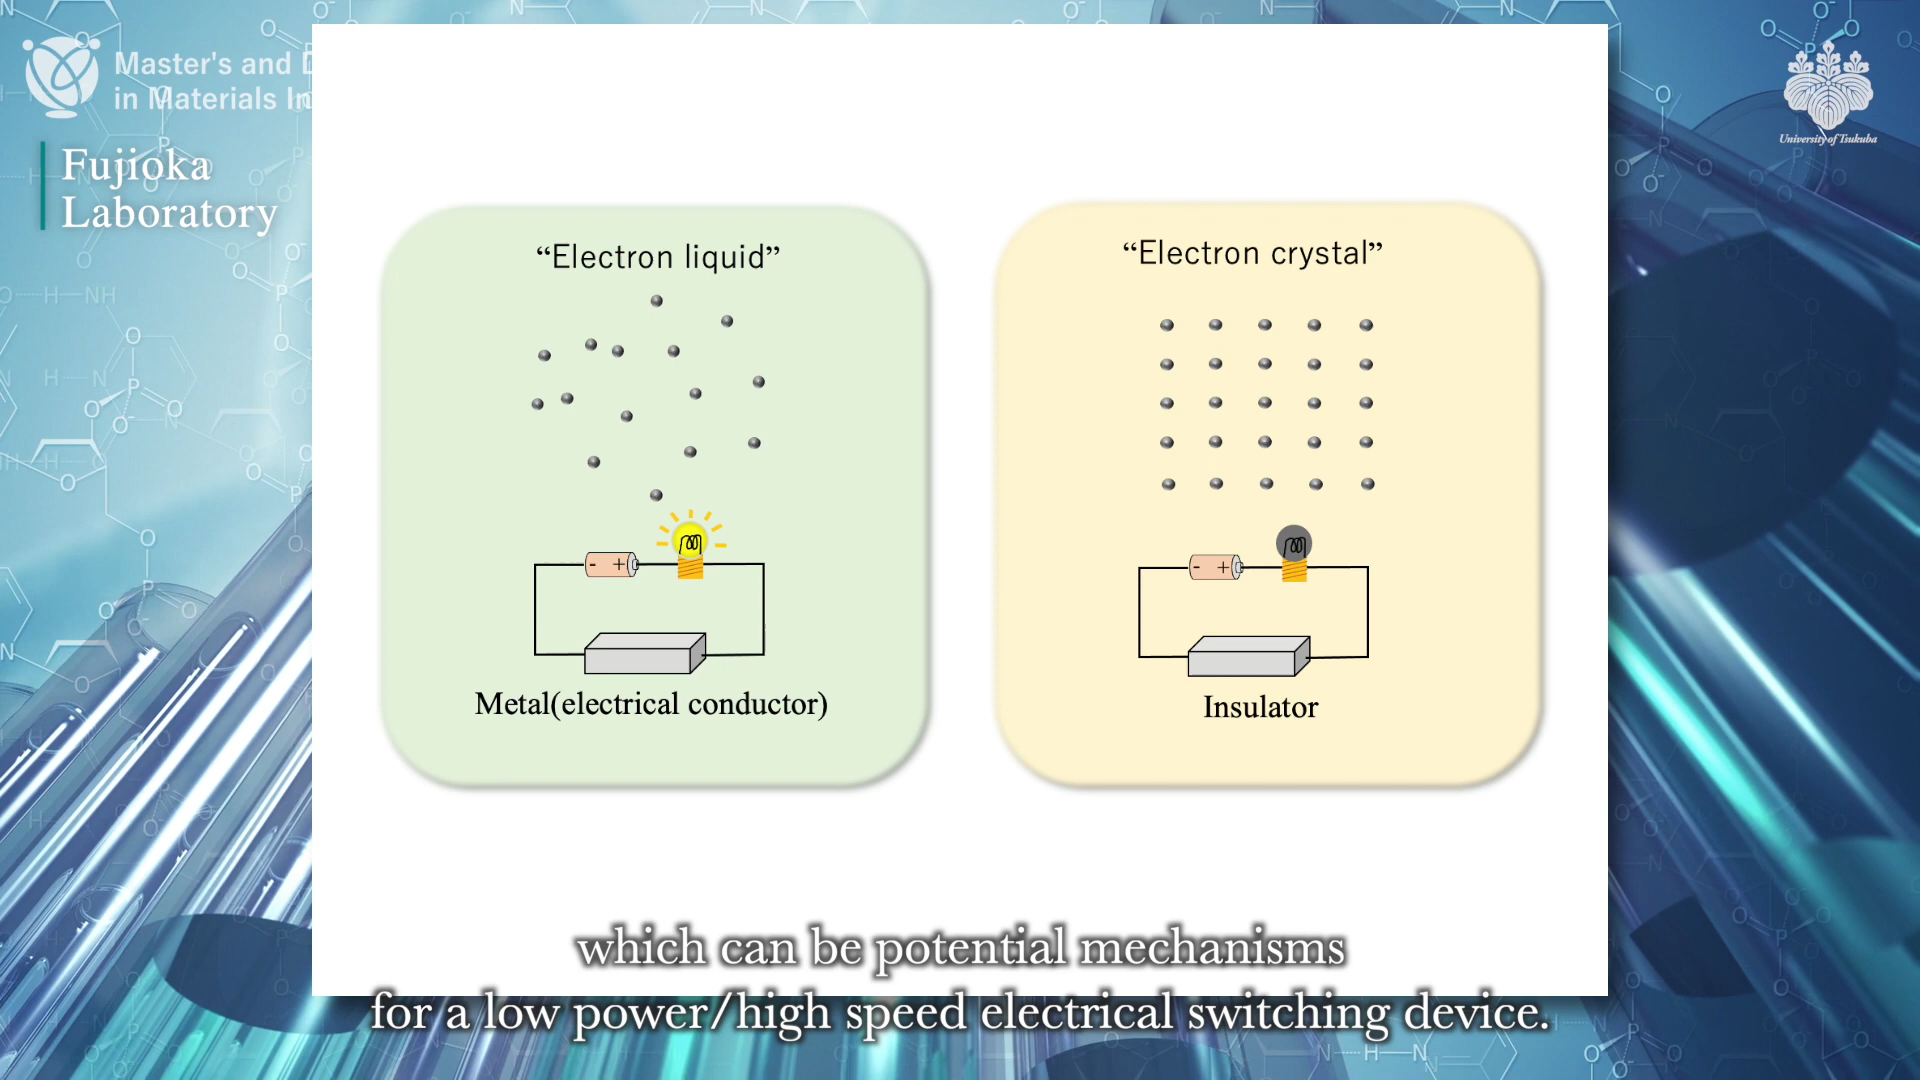 Master's and
in Materials
Fujioka
Laboratory
University of Tsukuba
“Electron liquid”
- +
Metal(electrical conductor)
“Electron crystal”
- +
Insulator
which can be potential mechanisms
for a low power/high speed electrical switching device.